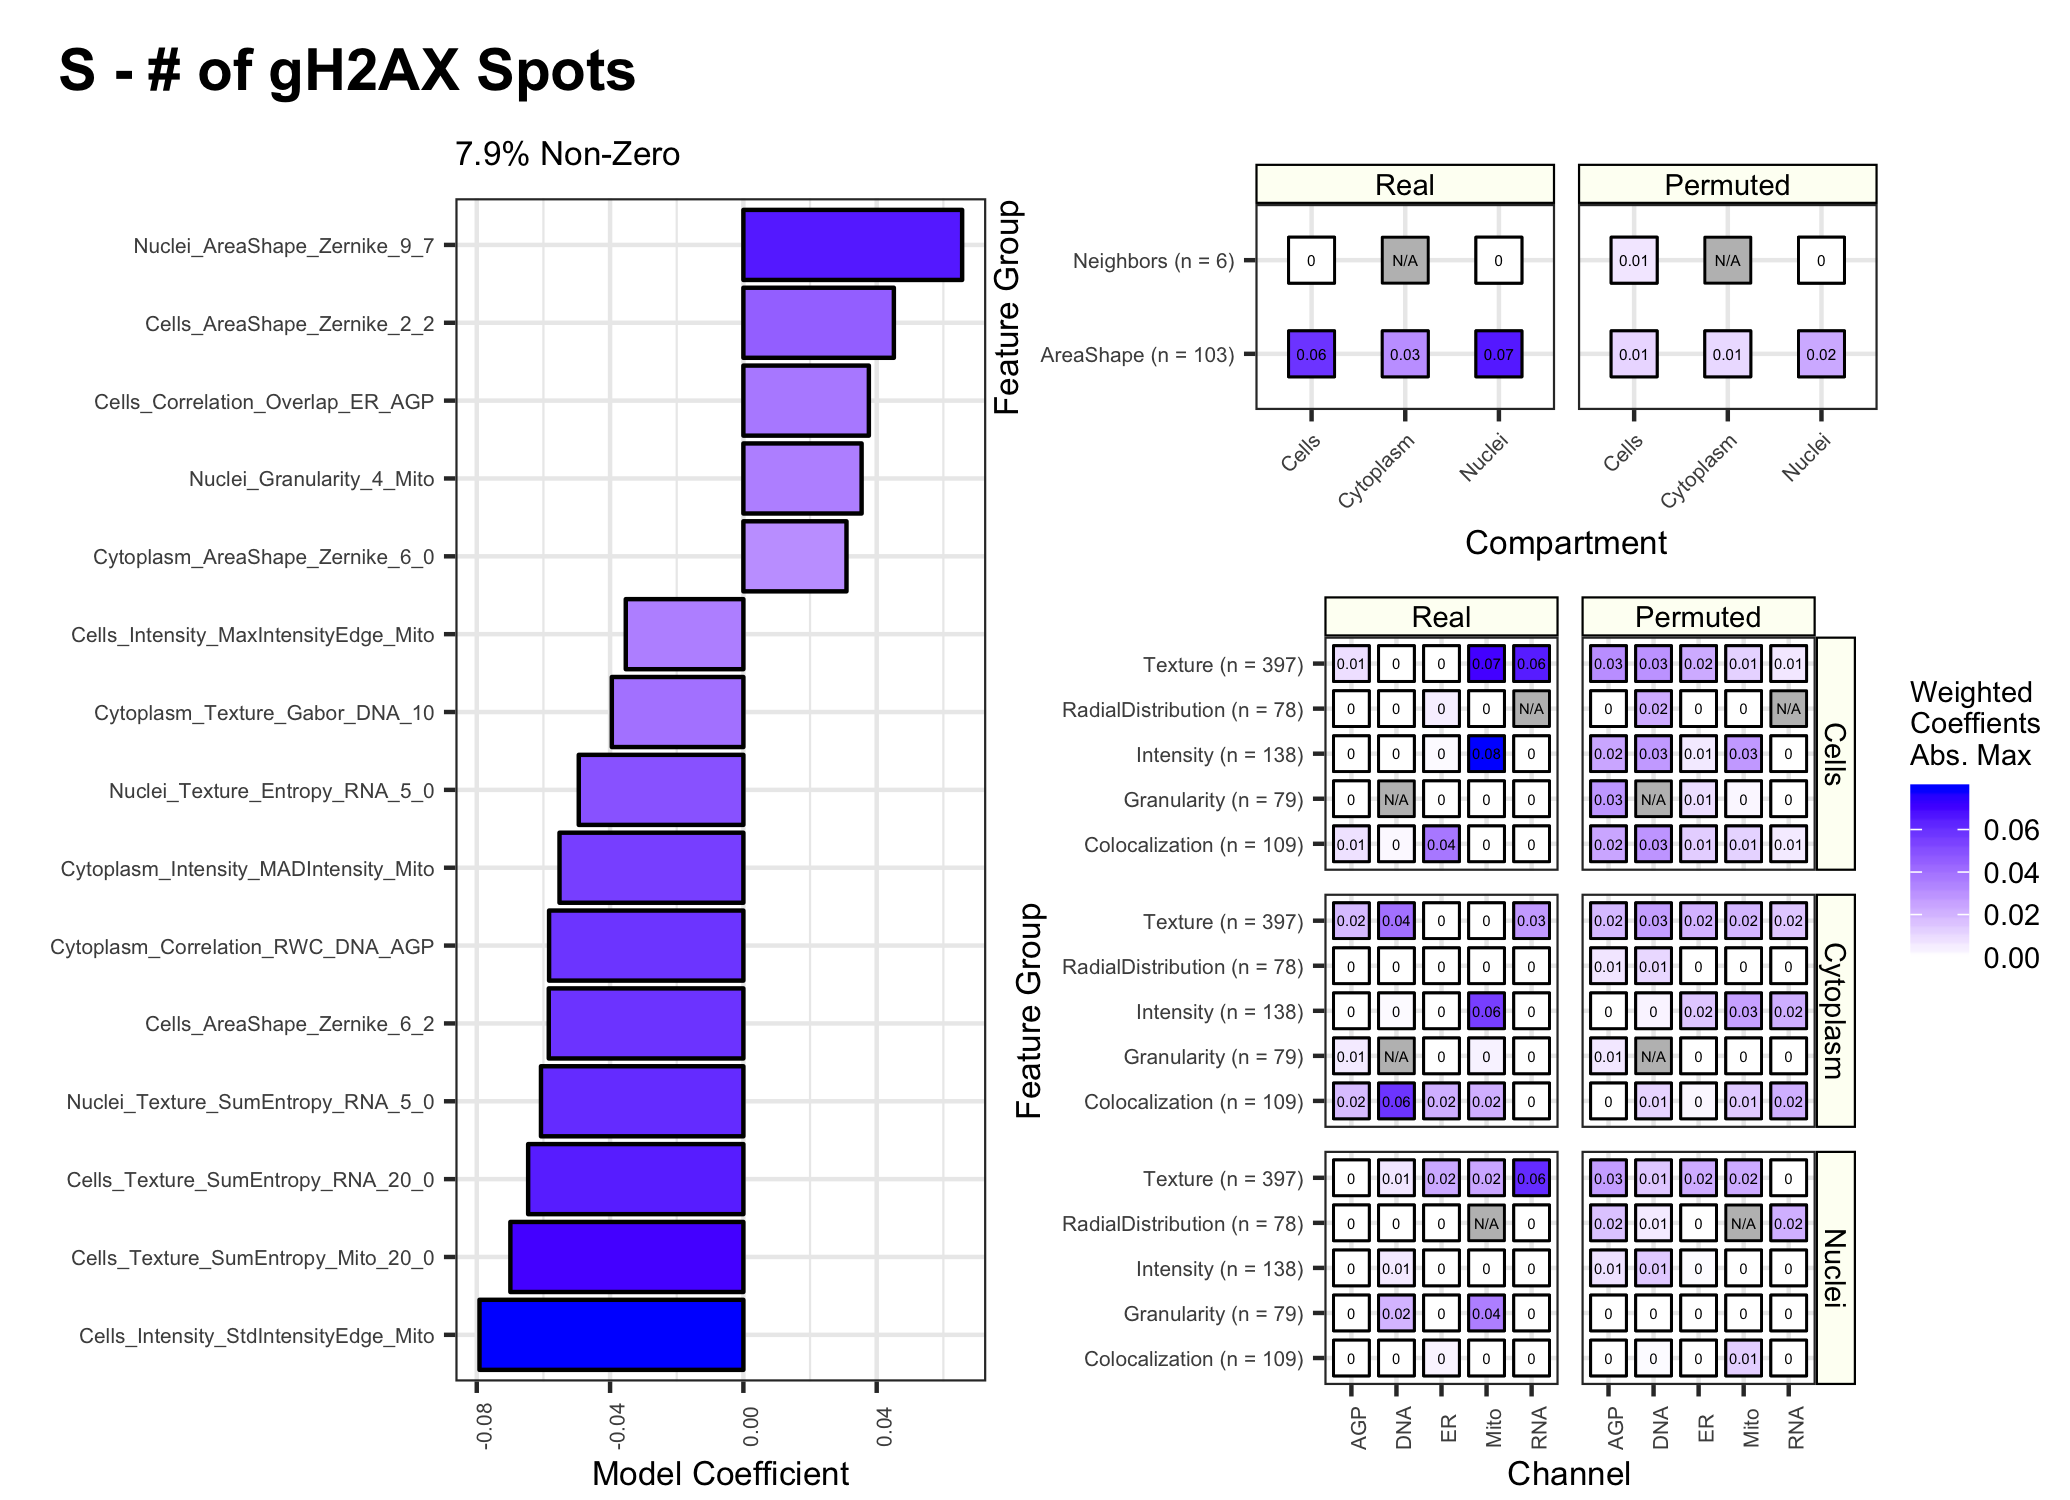 S - # of gH2AX Spots
7.9% Non-Zero
Nuclei_AreaShape_Zernike_9_7
Cells_AreaShape_Zernike_2_2
Cells_Correlation_Overlap_ER_AGP
Nuclei_Granularity_4_Mito
Cytoplasm_AreaShape_Zernike_6_0
Cells_Intensity_MaxIntensityEdge_Mito
Cytoplasm_Texture_Gabor_DNA_10
Nuclei_Texture_Entropy_RNA_5_0
Cytoplasm_Intensity_MADIntensity_Mito
Cytoplasm_Correlation_RWC_DNA_AGP
Cells_AreaShape_Zernike_6_2
Nuclei_Texture_SumEntropy_RNA_5_0
Cells_Texture_SumEntropy_RNA_20_0
Cells_Texture_SumEntropy_Mito_20_0
Cells_Intensity_StdIntensityEdge_Mito
-0.08 -0.04 0.00 0.04
Model Coefficient
Feature Group
Real Permuted
Neighbors (n = 6) 0 N/A 0 0.01 N/A 0
AreaShape (n = 103) 0.06 0.03 0.07 0.01 0.01 0.02
Cells Cytoplasm Nuclei Cells Cytoplasm Nuclei
Compartment
Feature Group
Real Permuted
Texture (n = 397) 0.01 0 0 0.07 0.06 0.03 0.03 0.02 0.01 0.01
RadialDistribution (n = 78) 0 0 0 0 N/A 0 0.02 0 0 N/A
Intensity (n = 138) 0 0 0 0.08 0 0.02 0.03 0.01 0.03 0
Granularity (n = 79) 0 N/A 0 0 0 0.03 N/A 0.01 0 0
Colocalization (n = 109) 0.01 0 0.04 0 0 0.02 0.03 0.01 0.01 0.01
Cells
Texture (n = 397) 0.02 0.04 0 0 0.03 0.02 0.03 0.02 0.02 0.02
RadialDistribution (n = 78) 0 0 0 0 0 0.01 0.01 0 0 0
Intensity (n = 138) 0 0 0 0.06 0 0 0 0.02 0.03 0.02
Granularity (n = 79) 0.01 N/A 0 0 0 0.01 N/A 0 0 0
Colocalization (n = 109) 0.02 0.06 0.02 0.02 0 0 0.01 0 0.01 0.02
Cytoplasm
Texture (n = 397) 0 0.01 0.02 0.02 0.06 0.03 0.01 0.02 0.02 0
RadialDistribution (n = 78) 0 0 0 N/A 0 0.02 0.01 0 N/A 0.02
Intensity (n = 138) 0 0.01 0 0 0 0.01 0.01 0 0 0
Granularity (n = 79) 0 0.02 0 0.04 0 0 0 0 0 0
Colocalization (n = 109) 0 0 0 0 0 0 0 0 0.01 0
Nuclei
AGP DNA ER Mito RNA AGP DNA ER Mito RNA
Channel
Weighted
Coeffients
Abs. Max
0.06
0.04
0.02
0.00